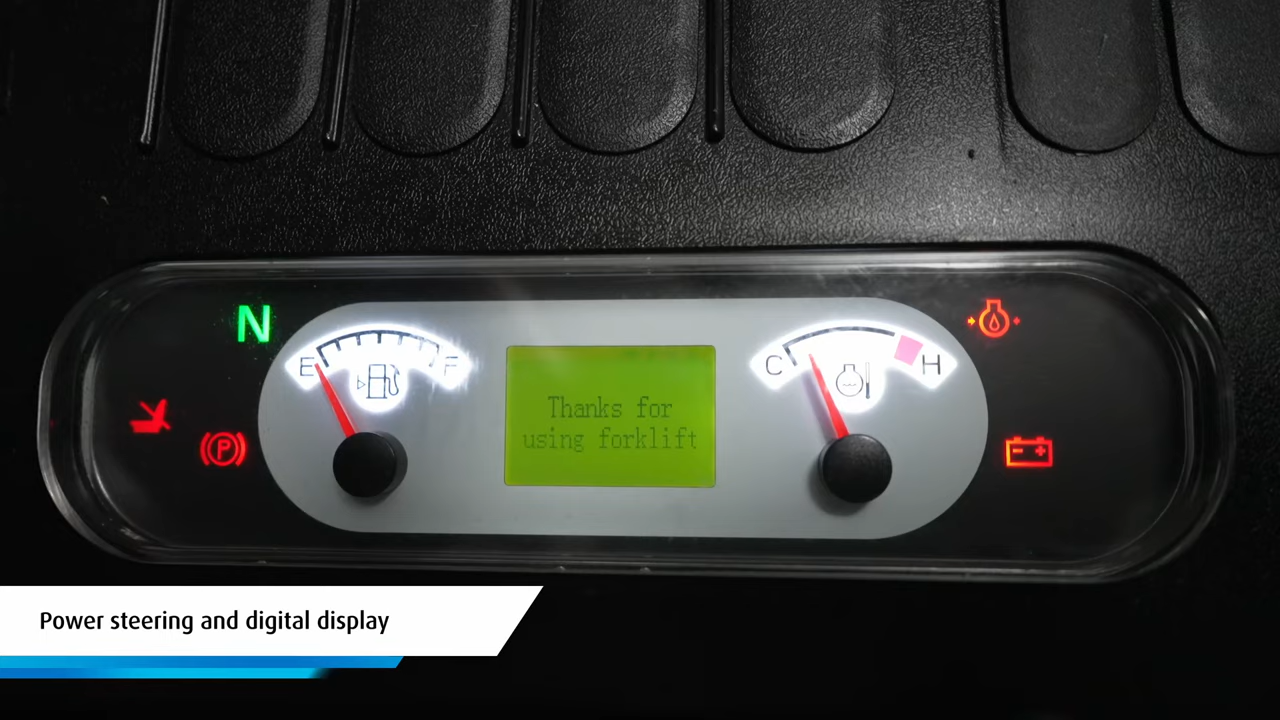 N
E
F
C
H
P
Thanks for
using forklift
Power steering and digital display